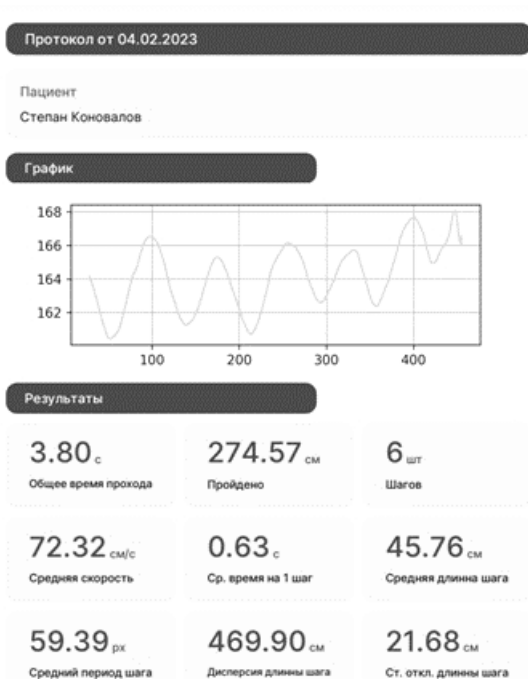 Протокол от 04.02.2023
Пациент
Степан Коновалов
График
168
166
164
162
100 200 300 400
Результаты
3.80 с 274.57 см 6 шт
Общее время прохода Пройдено Шагов
72.32 см/с 0.63 с 45.76 см
Средняя скорость Ср. время на 1 шаг Средняя длинна шага
59.39 px 469.90 см 21.68 см
Средний период шага Дисперсия длинны шага Ст. откл. длинны шага